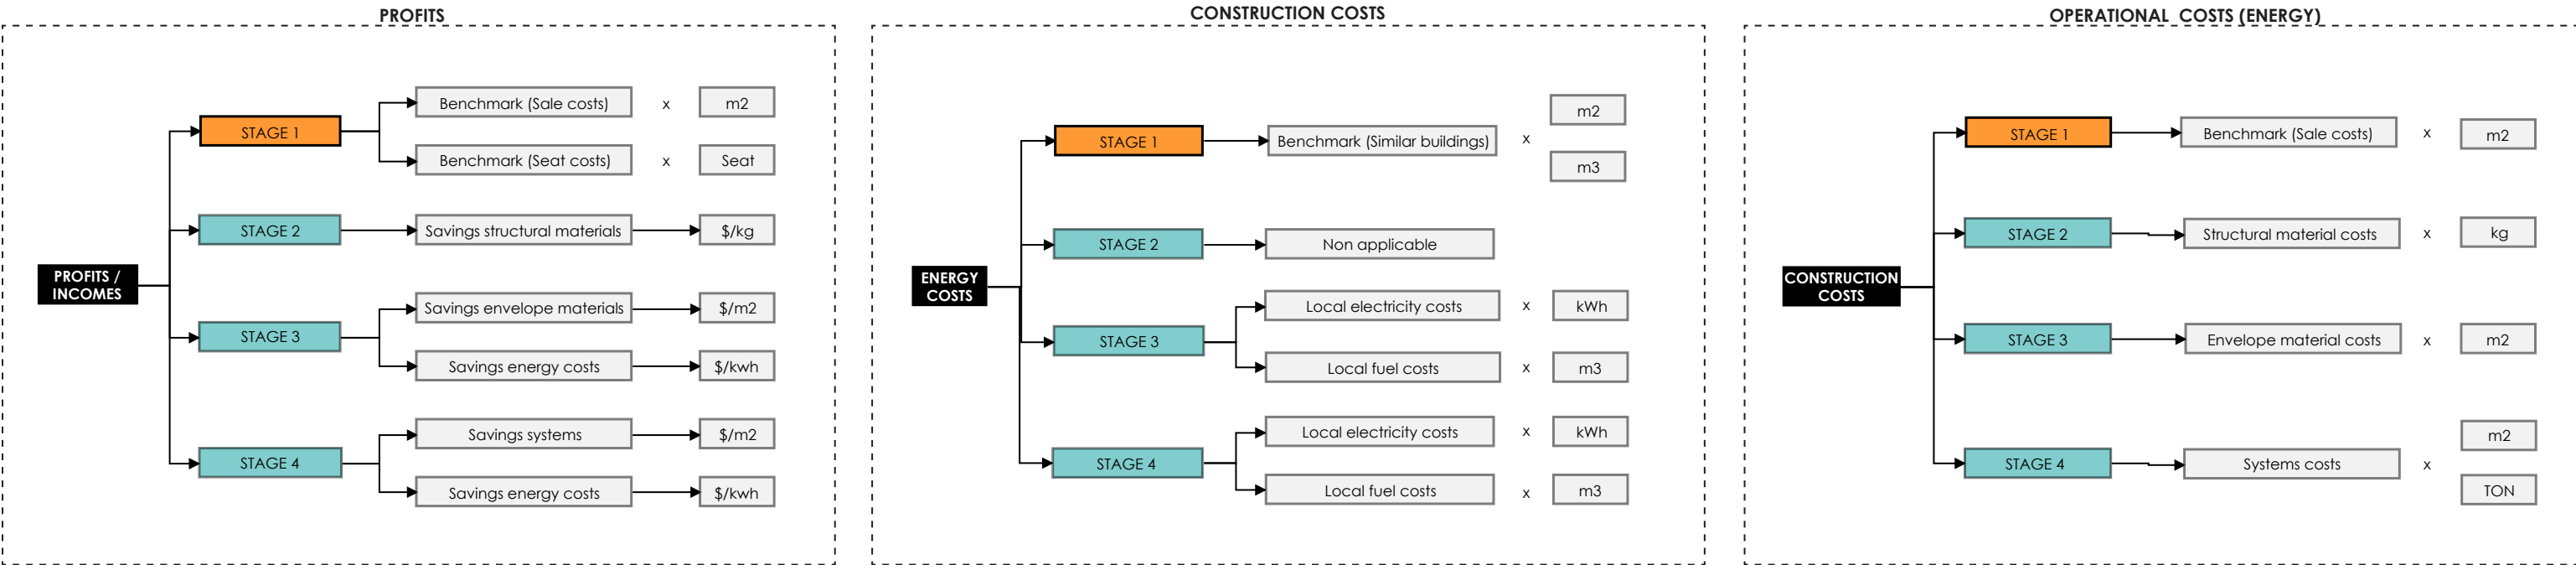 PROFITS
PROFITS /
INCOMES
STAGE 1
Benchmark (Sale costs)
x
m2
Benchmark (Seat costs)
x
Seat
STAGE 2
Savings structural materials
$/kg
STAGE 3
Savings envelope materials
$/m2
Savings energy costs
$/kwh
STAGE 4
Savings systems
$/m2
Savings energy costs
$/kwh
CONSTRUCTION COSTS
ENERGY
COSTS
STAGE 1
Benchmark (Similar buildings)
x
m2
m3
STAGE 2
Non applicable
STAGE 3
Local electricity costs
x
kWh
Local fuel costs
x
m3
STAGE 4
Local electricity costs
x
kWh
Local fuel costs
x
m3
OPERATIONAL COSTS (ENERGY)
CONSTRUCTION
COSTS
STAGE 1
Benchmark (Sale costs)
x
m2
STAGE 2
Structural material costs
x
kg
STAGE 3
Envelope material costs
x
m2
STAGE 4
Systems costs
x
m2
TON